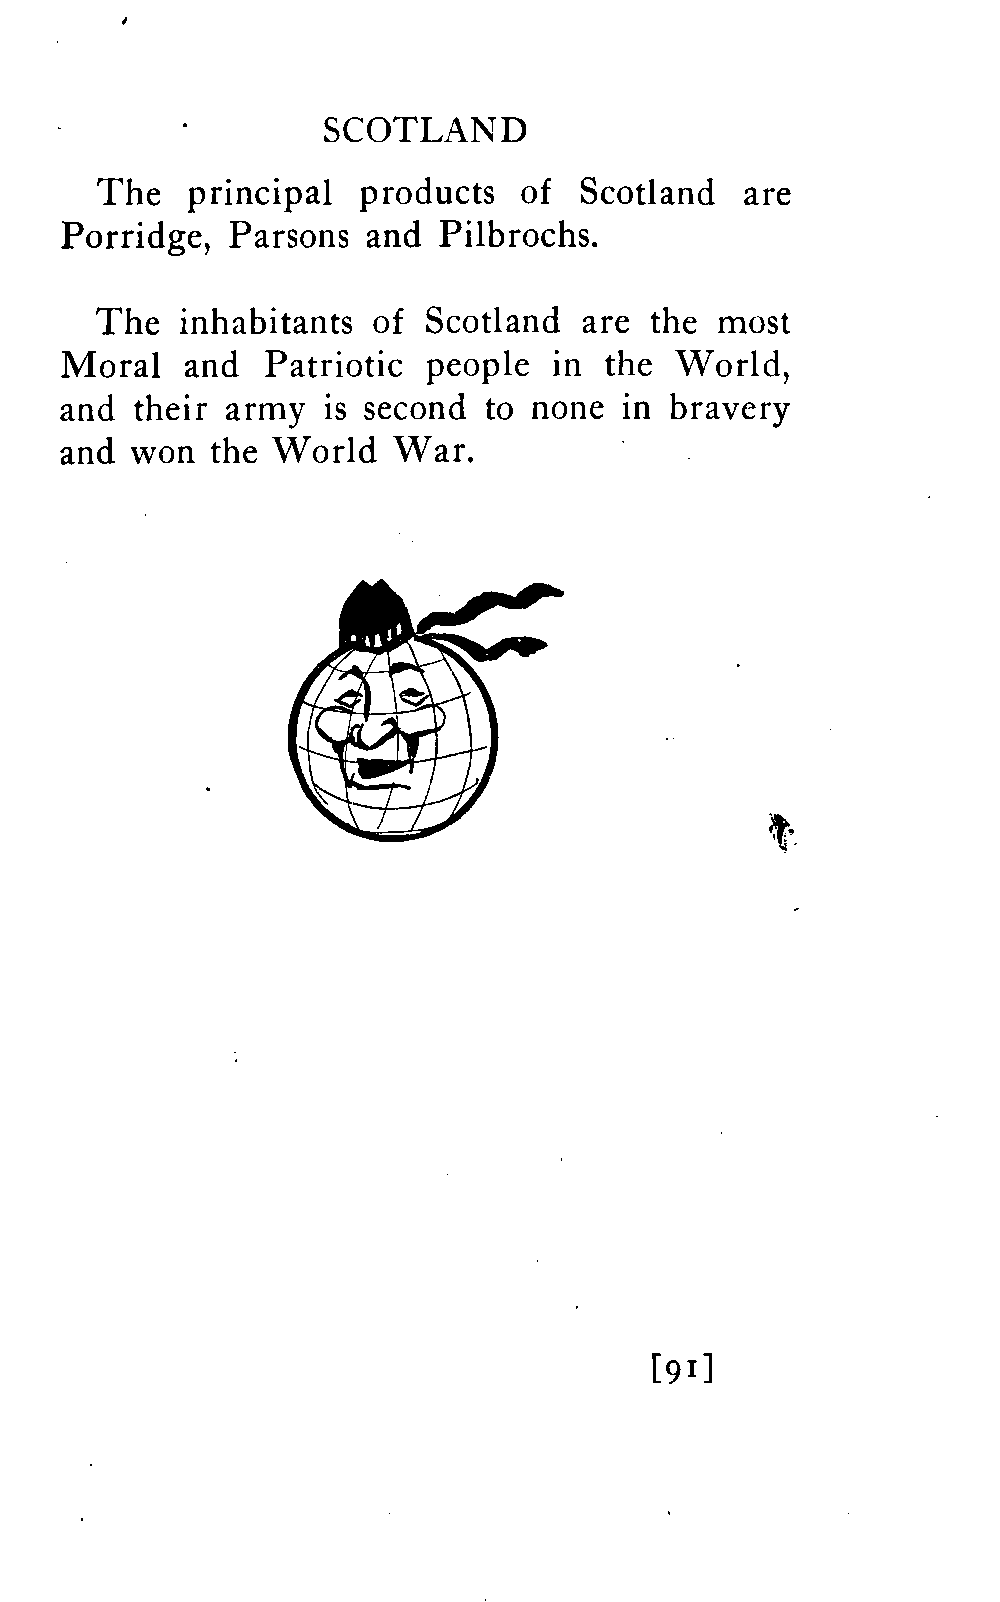 SCOTLAND
The principal products of Scotland are
Porridge, Parsons and Pilbrochs.
The inhabitants of Scotland are the most
Moral and Patriotic people in the World,
and their army is second to none in bravery
and won the World War.
[91]